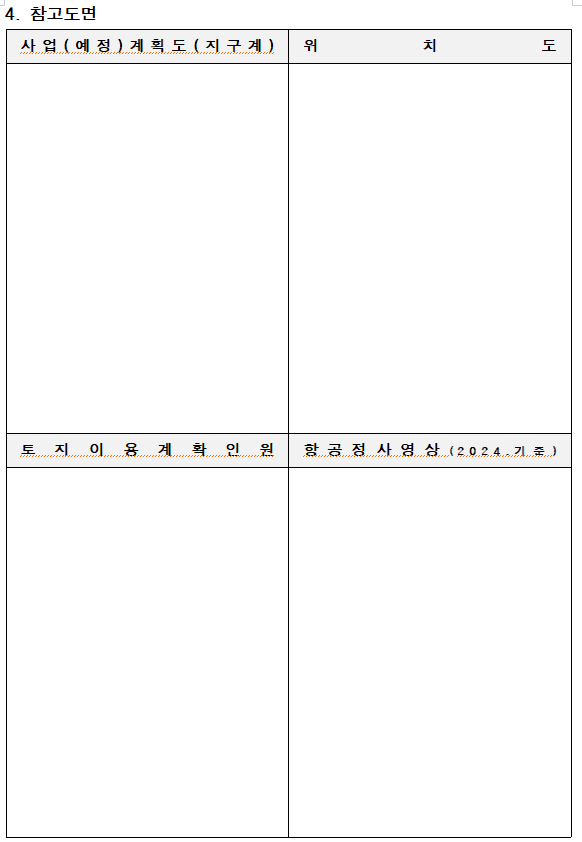 4. 참고도면
사업(예정)계획도(지구계)
위치도
토지이용계확인원
항공정사영상(2024.기준)